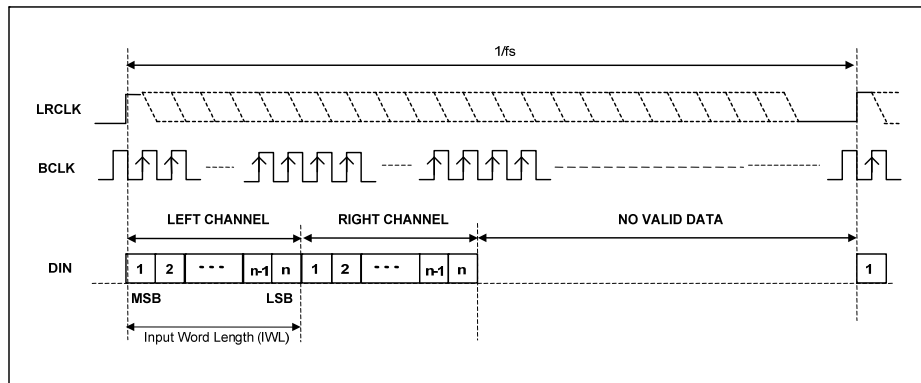 1/fs
LRCLK
BCLK
LEFT CHANNEL RIGHT CHANNEL NO VALID DATA
DIN 1 2 --- n-1 n 1 2 --- n-1 n 1
MSB LSB
Input Word Length (IWL)